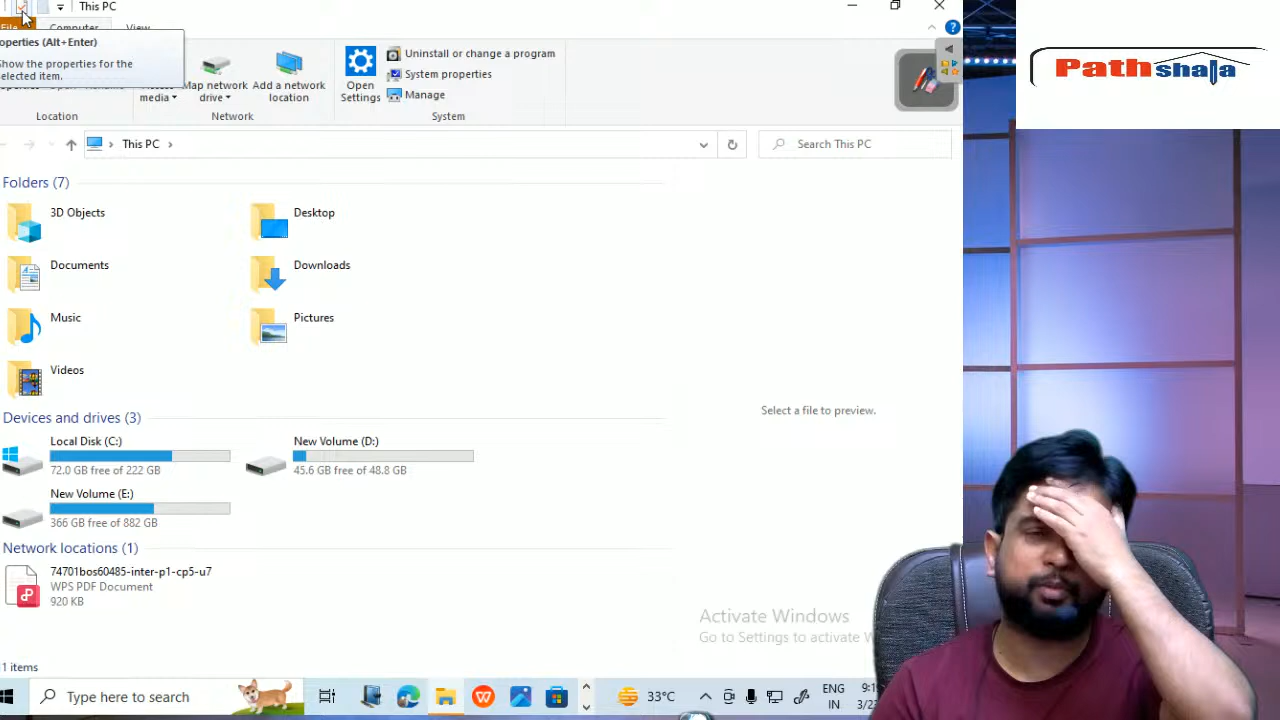 This PC
File
Computer
View
operties (Alt+Enter)
Show the properties for the
selected item.
media
Map network
drive
Add a network
location
Open
Settings
Uninstall or change a program
System properties
Manage
Location
Network
System
This PC
Search This PC
Folders (7)
3D Objects
Desktop
Documents
Downloads
Music
Pictures
Videos
Select a file to preview.
Devices and drives (3)
Local Disk (C:)
72.0 GB free of 222 GB
New Volume (D:)
45.6 GB free of 48.8 GB
New Volume (E:)
366 GB free of 882 GB
Network locations (1)
74701bos60485-inter-p1-cp5-u7
WPS PDF Document
920 KB
Activate Windows
Go to Settings to activate W
1 items
Type here to search
33°C
ENG
IN
Pathshala